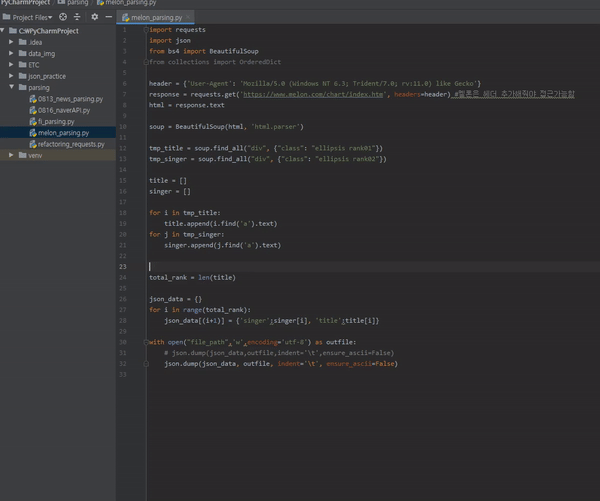 PyCharmProject
parsing
melon_parsing.py
Project Files
melon_parsing.py
C:\PyCharmProject
.idea
data_img
ETC
json_practice
parsing
0813_news_parsing.py
0816_naverAPI.py
fi_parsing.py
melon_parsing.py
refactoring_requests.py
venv
1 import requests
2 import json
3 from bs4 import BeautifulSoup
4 from collections import OrderedDict
5
6 header = {'User-Agent': 'Mozilla/5.0 (Windows NT 6.3; Trident/7.0; rv:11.0) like Gecko'}
7 response = requests.get('https://www.melon.com/chart/index.htm', headers=header) #멜론은 헤더 추가해줘야 접근가능함
8 html = response.text
9
10 soup = BeautifulSoup(html, 'html.parser')
11
12 tmp_title = soup.find_all("div", {"class": "ellipsis rank01"})
13 tmp_singer = soup.find_all("div", {"class": "ellipsis rank02"})
14
15 title = []
16 singer = []
17
18 for i in tmp_title:
19 title.append(i.find('a').text)
20 for j in tmp_singer:
21 singer.append(j.find('a').text)
22
23
24 total_rank = len(title)
25
26 json_data = {}
27 for i in range(total_rank):
28 json_data[(i+1)] = {'singer':singer[i], 'title':title[i]}
29
30 with open("file_path",'w',encoding='utf-8') as outfile:
31 # json.dump(json_data,outfile,indent='\t',ensure_ascii=False)
32 json.dump(json_data, outfile, indent='\t', ensure_ascii=False)
33